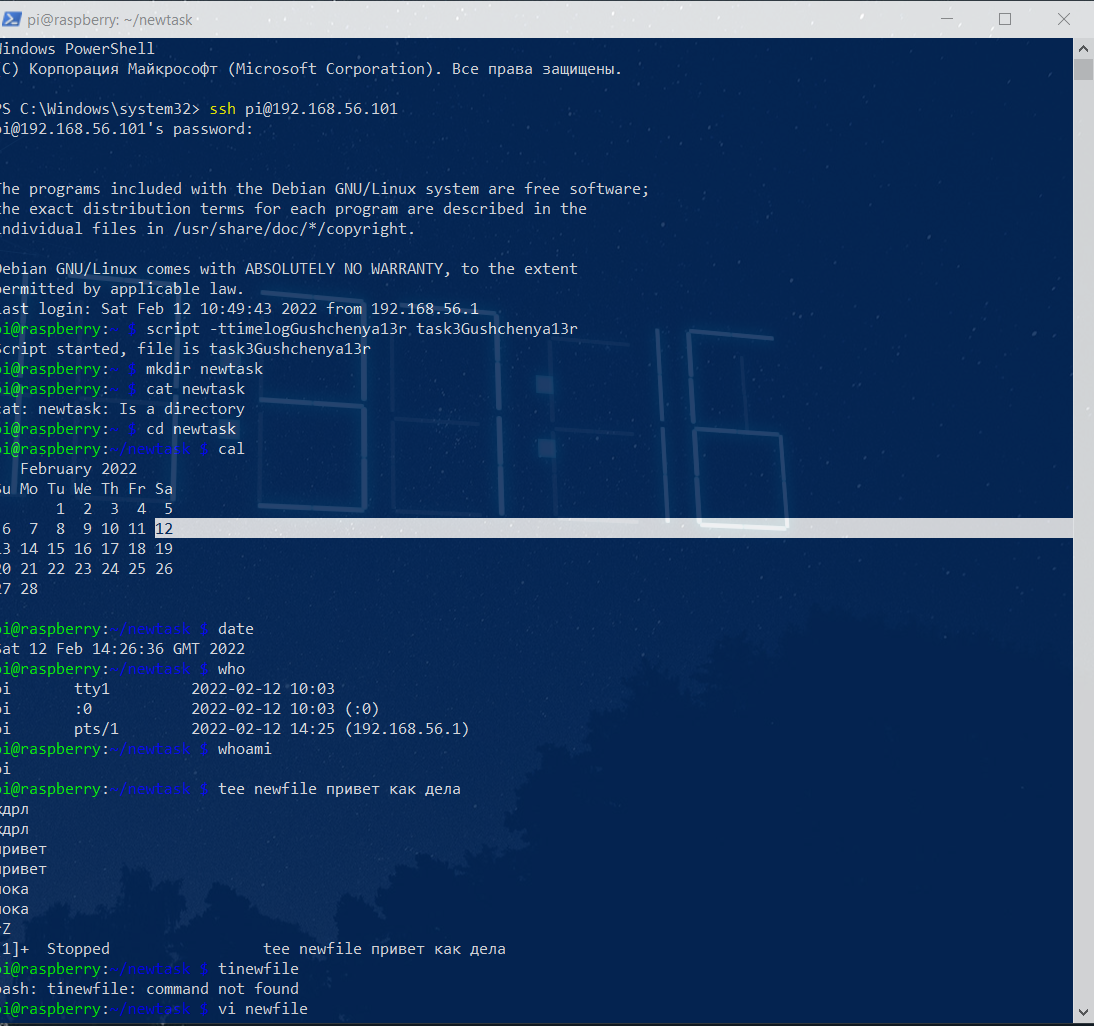 pi@raspberry: ~/newtask
Windows PowerShell
(C) Корпорация Майкрософт (Microsoft Corporation). Все права защищены.
PS C:\Windows\system32> ssh pi@192.168.56.101
pi@192.168.56.101's password:
The programs included with the Debian GNU/Linux system are free software;
the exact distribution terms for each program are described in the
individual files in /usr/share/doc/*/copyright.
Debian GNU/Linux comes with ABSOLUTELY NO WARRANTY, to the extent
permitted by applicable law.
Last login: Sat Feb 12 10:49:43 2022 from 192.168.56.1
pi@raspberry:~ $ script -ttimelogGushchenya13r task3Gushchenya13r
Script started, file is task3Gushchenya13r
pi@raspberry:~ $ mkdir newtask
pi@raspberry:~ $ cat newtask
cat: newtask: Is a directory
pi@raspberry:~ $ cd newtask
pi@raspberry:~/newtask $ cal
February 2022
Su Mo Tu We Th Fr Sa
1 2 3 4 5
6 7 8 9 10 11 12
13 14 15 16 17 18 19
20 21 22 23 24 25 26
27 28
pi@raspberry:~/newtask $ date
Sat 12 Feb 14:26:36 GMT 2022
pi@raspberry:~/newtask $ who
pi tty1 2022-02-12 10:03
pi :0 2022-02-12 10:03 (:0)
pi pts/1 2022-02-12 14:25 (192.168.56.1)
pi@raspberry:~/newtask $ whoami
pi
pi@raspberry:~/newtask $ tee newfile привет как дела
привет
привет
пока
пока
^Z
[1]+ Stopped tee newfile привет как дела
pi@raspberry:~/newtask $ tinewfile
bash: tinewfile: command not found
pi@raspberry:~/newtask $ vi newfile